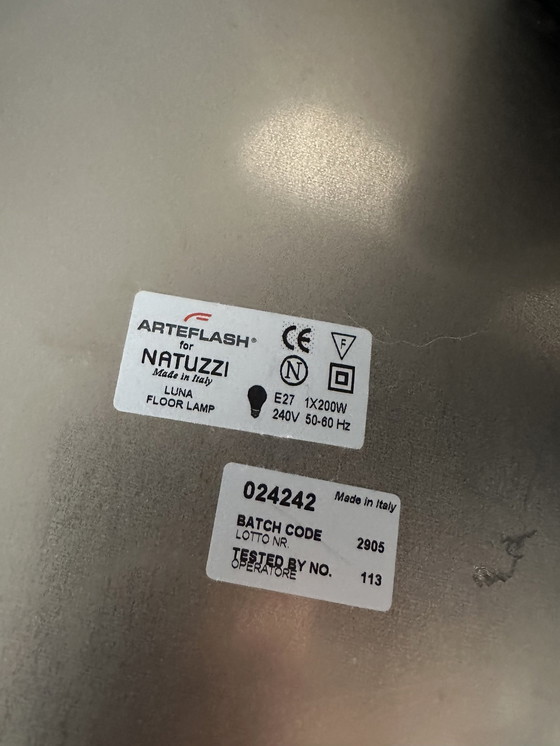 ARTEFLASH®
for
NATUZZI
Made in Italy
LUNA
FLOOR LAMP
CE
F
N
E27 1X200W
240V 50-60 Hz
024242 Made in Italy
BATCH CODE
LOTTO NR. 2905
TESTED BY NO.
OPERATORE 113